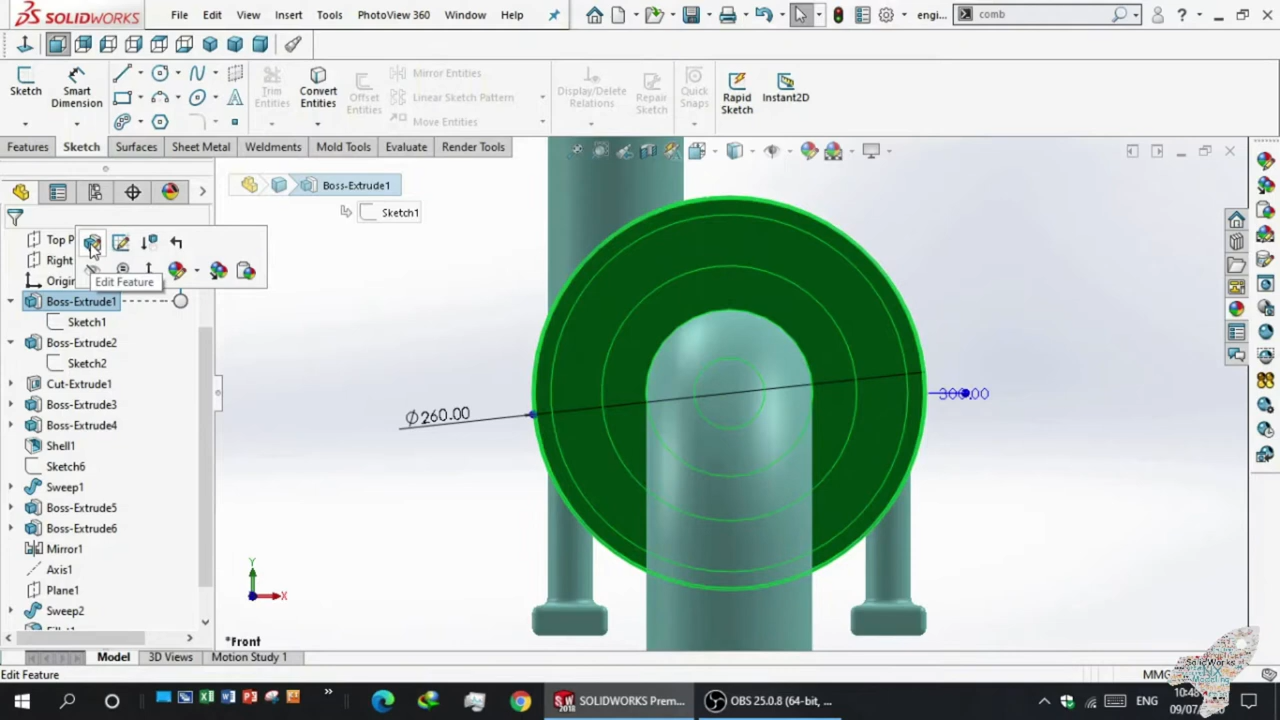 SOLIDWORKS
File Edit View Insert Tools PhotoView 360 Window Help
engi...
comb
Sketch
Smart Dimension
Trim Entities
Convert Entities
Offset Entities
Mirror Entities
Linear Sketch Pattern
Move Entities
Display/Delete Relations
Repair Sketch
Quick Snaps
Rapid Sketch
Instant2D
Features Sketch Surfaces Sheet Metal Weldments Mold Tools Evaluate Render Tools
Boss-Extrude1
Sketch1
Top P
Right
Origi
Edit Feature
Boss-Extrude1
Sketch1
Boss-Extrude2
Sketch2
Cut-Extrude1
Boss-Extrude3
Boss-Extrude4
Shell1
Sketch6
Sweep1
Boss-Extrude5
Boss-Extrude6
Mirror1
Axis1
Plane1
Sweep2
Ø260.00
300.00
Y
X
*Front
Model 3D Views Motion Study 1
Edit Feature
MMG
SolidWorks
NX
SOLIDWORKS Prem...
OBS 25.0.8 (64-bit, ...
ENG